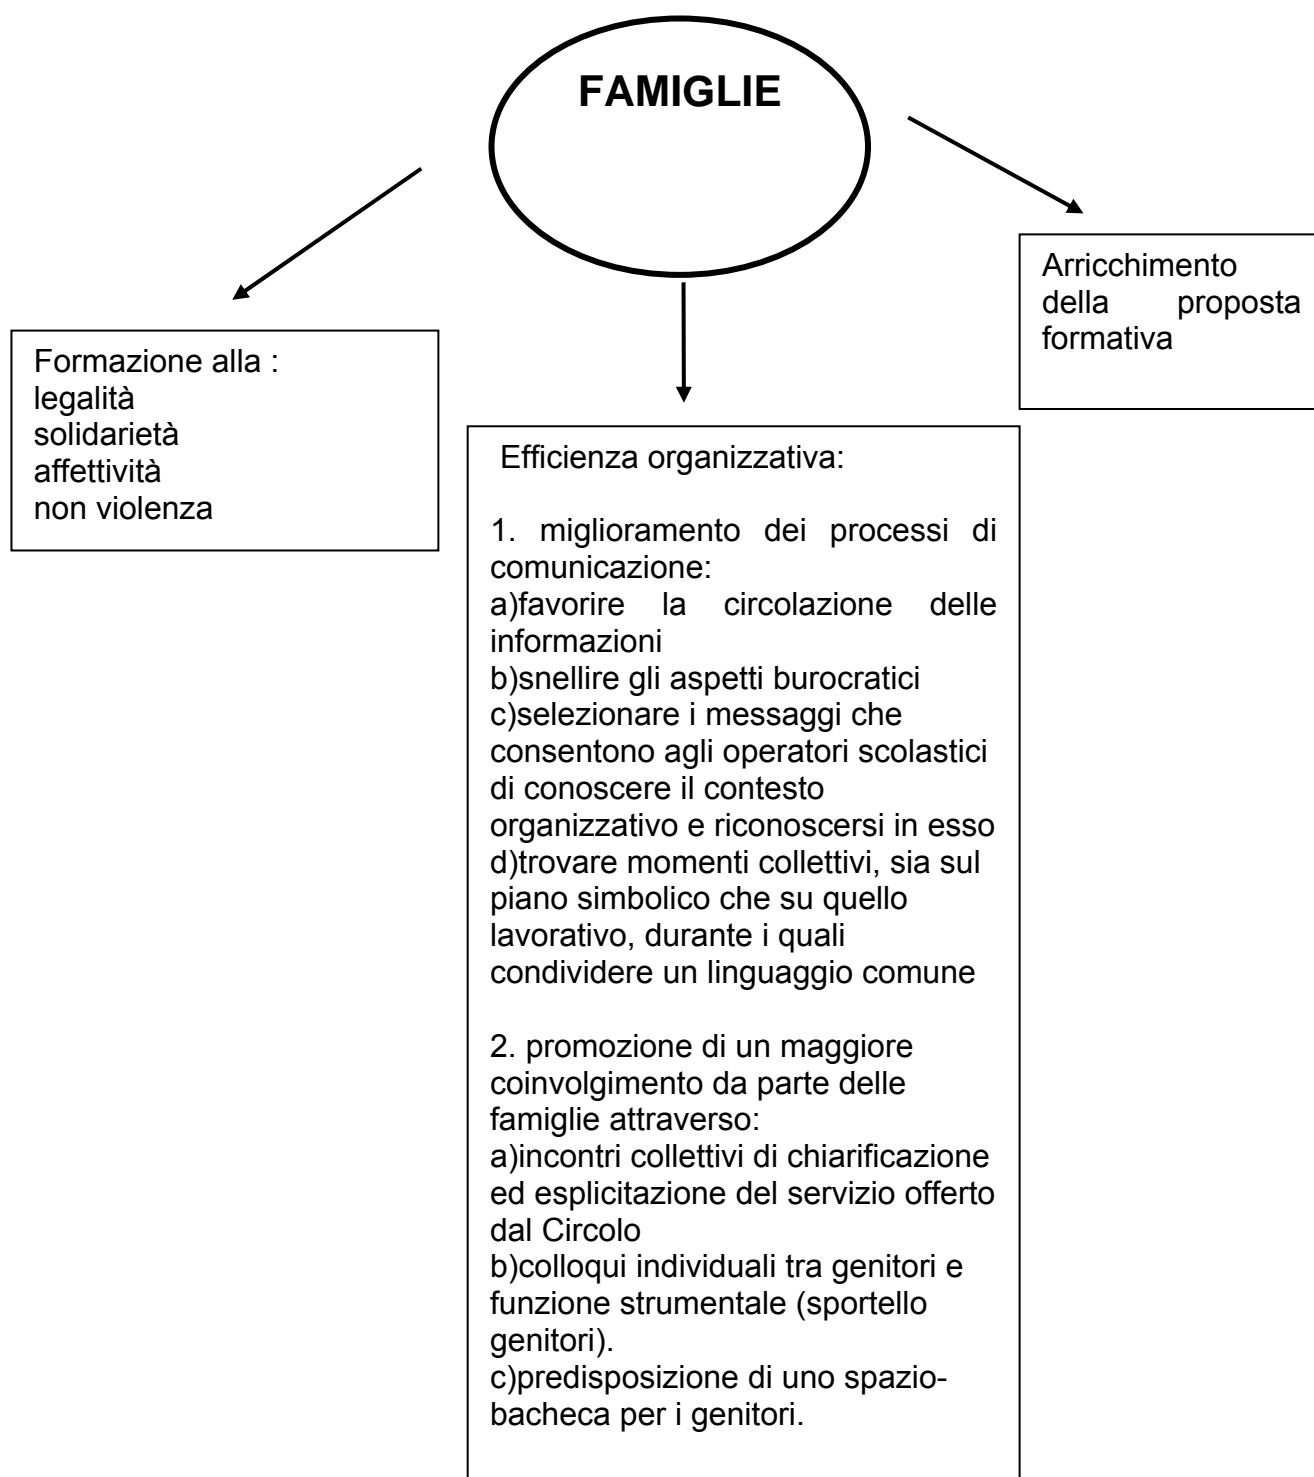 FAMIGLIE
Arricchimento
della proposta
formativa
Formazione alla :
legalità
solidarietà
affettività
non violenza
Efficienza organizzativa:
1. miglioramento dei processi di
comunicazione:
a)favorire la circolazione delle
informazioni
b)snellire gli aspetti burocratici
c)selezionare i messaggi che
consentono agli operatori scolastici
di conoscere il contesto
organizzativo e riconoscersi in esso
d)trovare momenti collettivi, sia sul
piano simbolico che su quello
lavorativo, durante i quali
condividere un linguaggio comune
2. promozione di un maggiore
coinvolgimento da parte delle
famiglie attraverso:
a)incontri collettivi di chiarificazione
ed esplicitazione del servizio offerto
dal Circolo
b)colloqui individuali tra genitori e
funzione strumentale (sportello
genitori).
c)predisposizione di uno spazio-
bacheca per i genitori.